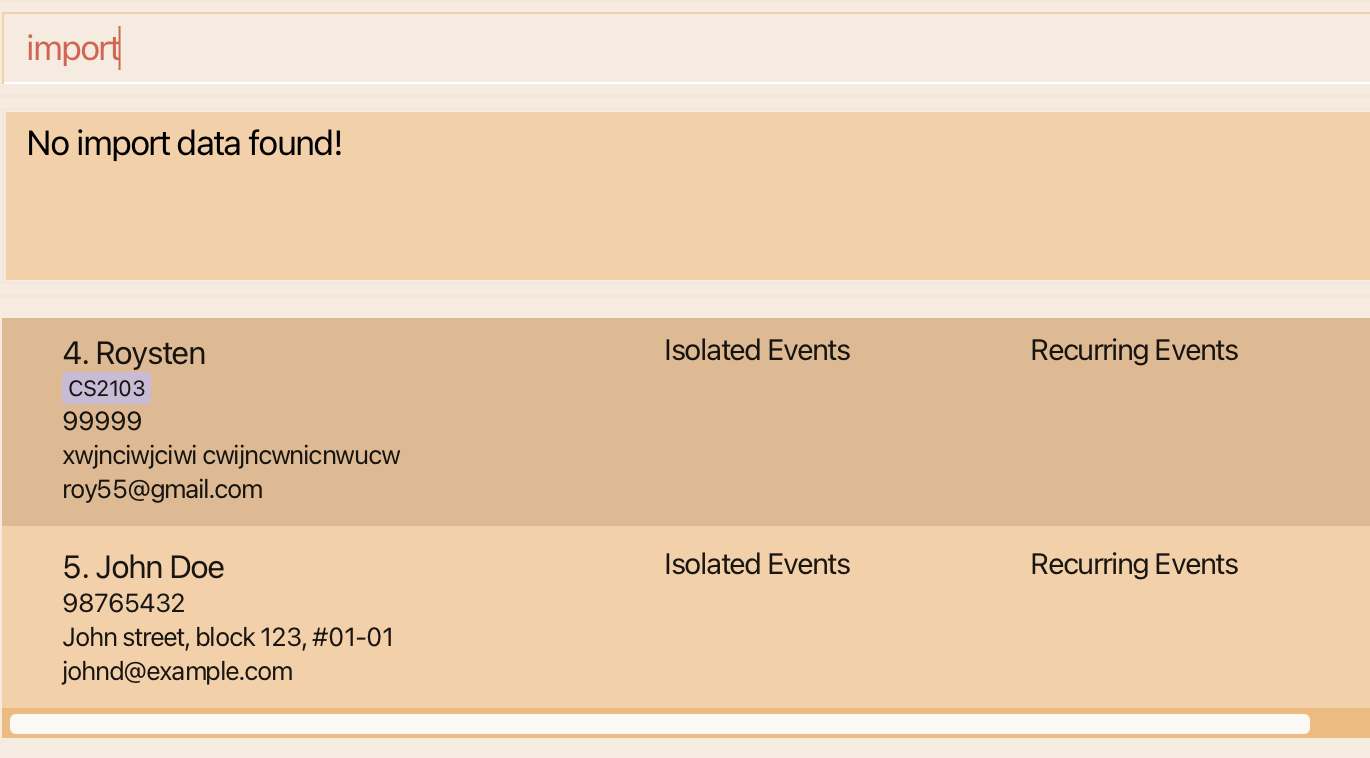 import
No import data found!
4. Roysten Isolated Events Recurring Events
CS2103
99999
xwjnciwjciwi cwijncwnicnwucw
roy55@gmail.com
5. John Doe Isolated Events Recurring Events
98765432
John street, block 123, #01-01
johnd@example.com